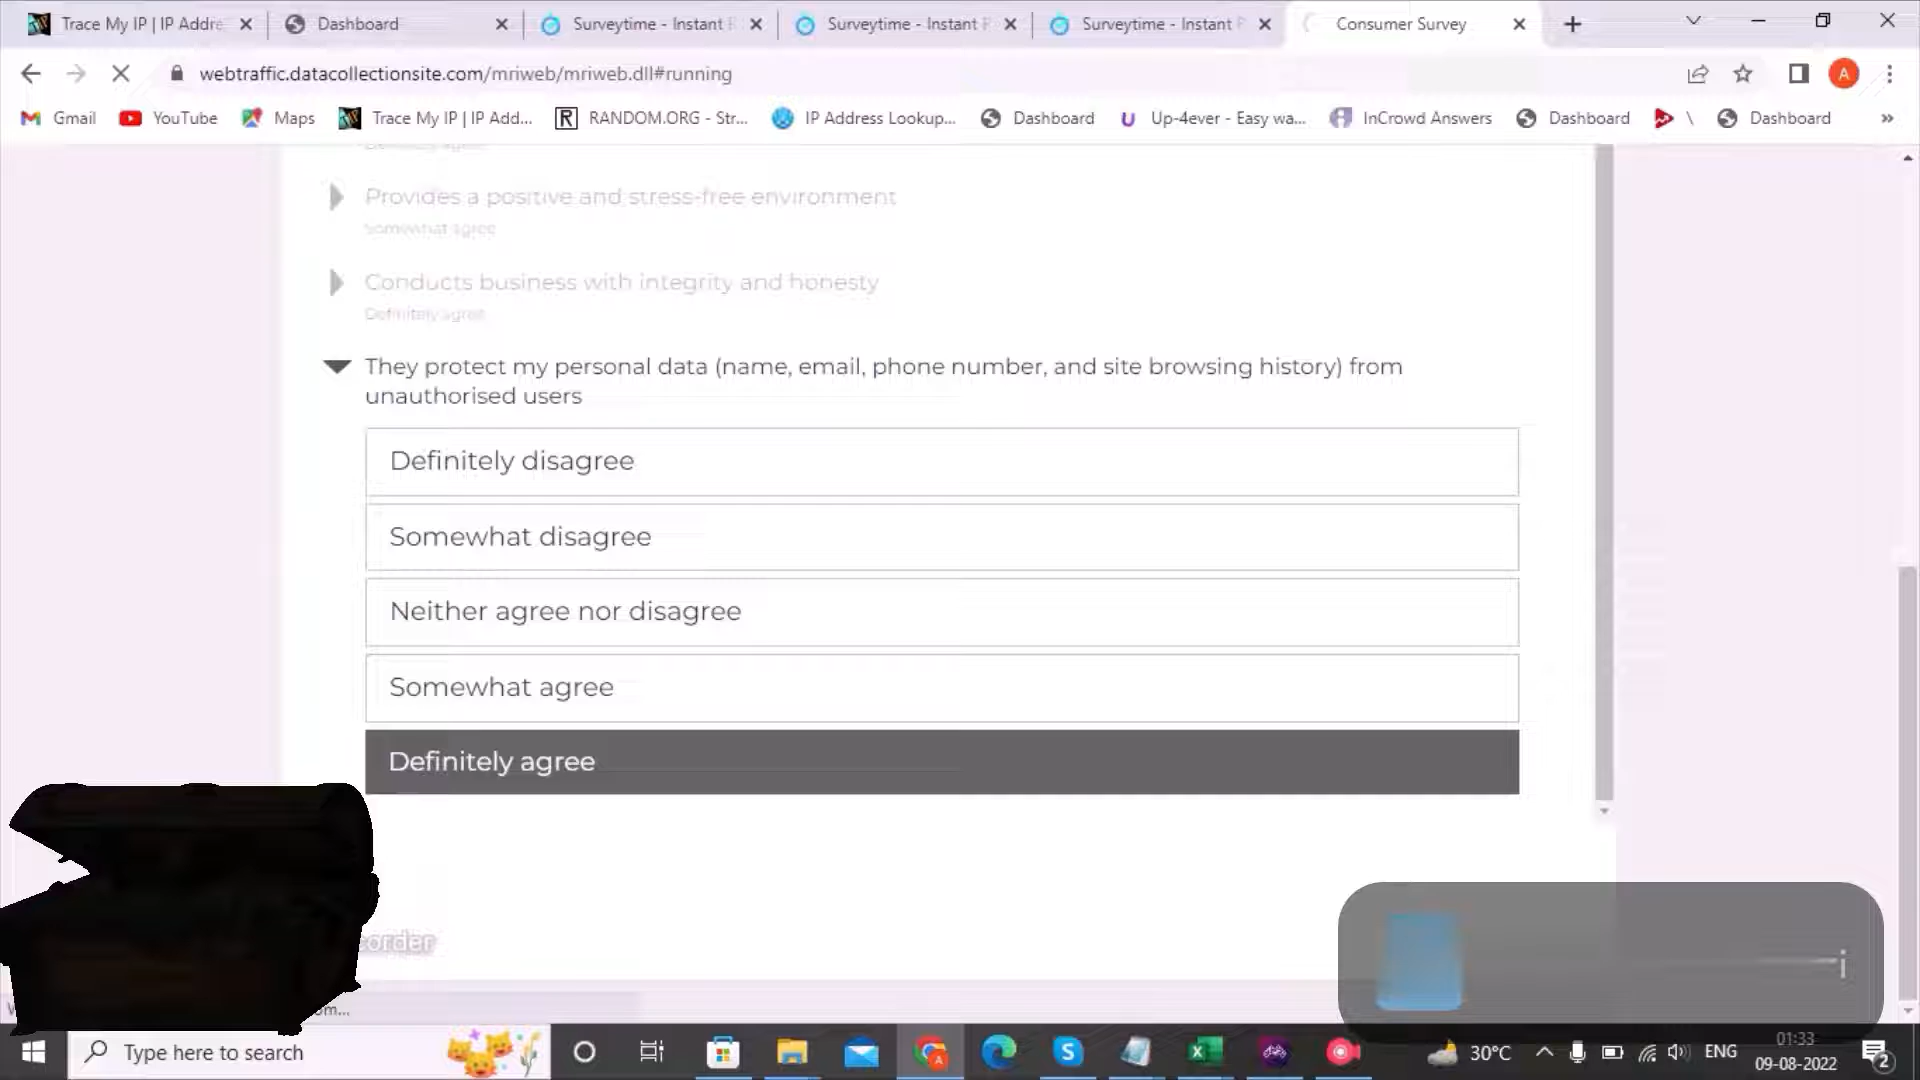 Trace My IP | IP Addre
Dashboard
Surveytime - Instant
Surveytime - Instant P
Surveytime - Instant P
Consumer Survey
webtraffic.datacollectionsite.com/mriweb/mriweb.dll#running
A
Gmail
YouTube
Maps
Trace My IP | IP Add...
RANDOM.ORG - Str...
IP Address Lookup...
Dashboard
Up-4ever - Easy wa...
InCrowd Answers
Dashboard
\
Dashboard
»
Definitely agree
Provides a positive and stress-free environment
Somewhat agree
Conducts business with integrity and honesty
Definitely agree
They protect my personal data (name, email, phone number, and site browsing history) from
unauthorised users
Definitely disagree
Somewhat disagree
Neither agree nor disagree
Somewhat agree
Definitely agree
corder
om...
Type here to search
30°C
ENG
01:33
09-08-2022
2